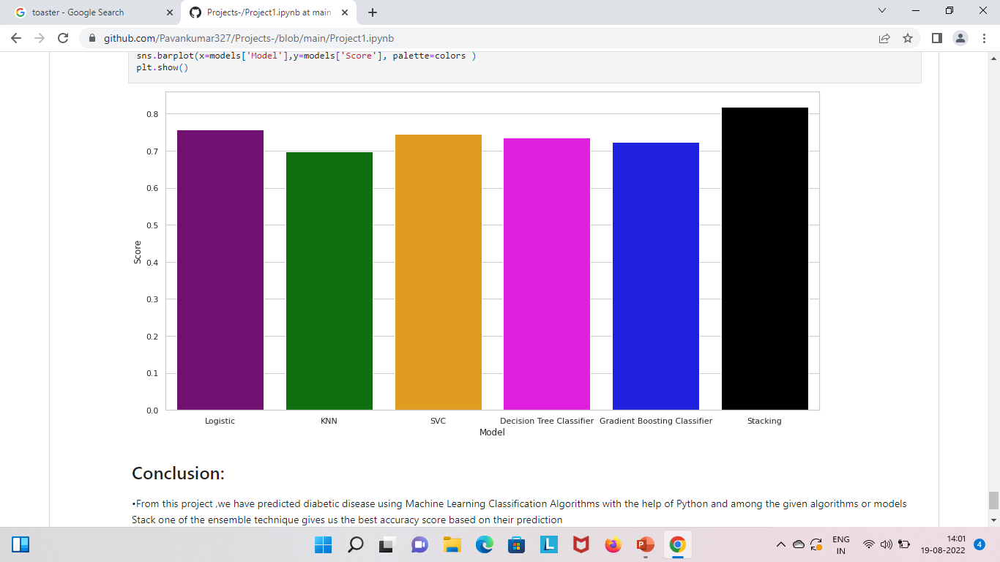 toaster - Google Search
Projects-/Project1.ipynb at main
github.com/Pavankumar327/Projects-/blob/main/Project1.ipynb
sns.barplot(x=models['Model'],y=models['Score'], palette=colors )
plt.show()
0.8
0.7
0.6
0.5
0.4
0.3
0.2
0.1
0.0
Score
Logistic KNN SVC Decision Tree Classifier Gradient Boosting Classifier Stacking
Model
Conclusion:
•From this project ,we have predicted diabetic disease using Machine Learning Classification Algorithms with the help of Python and among the given algorithms or models
Stack one of the ensemble technique gives us the best accuracy score based on their prediction
L
P
ENG
IN
14:01
19-08-2022
4